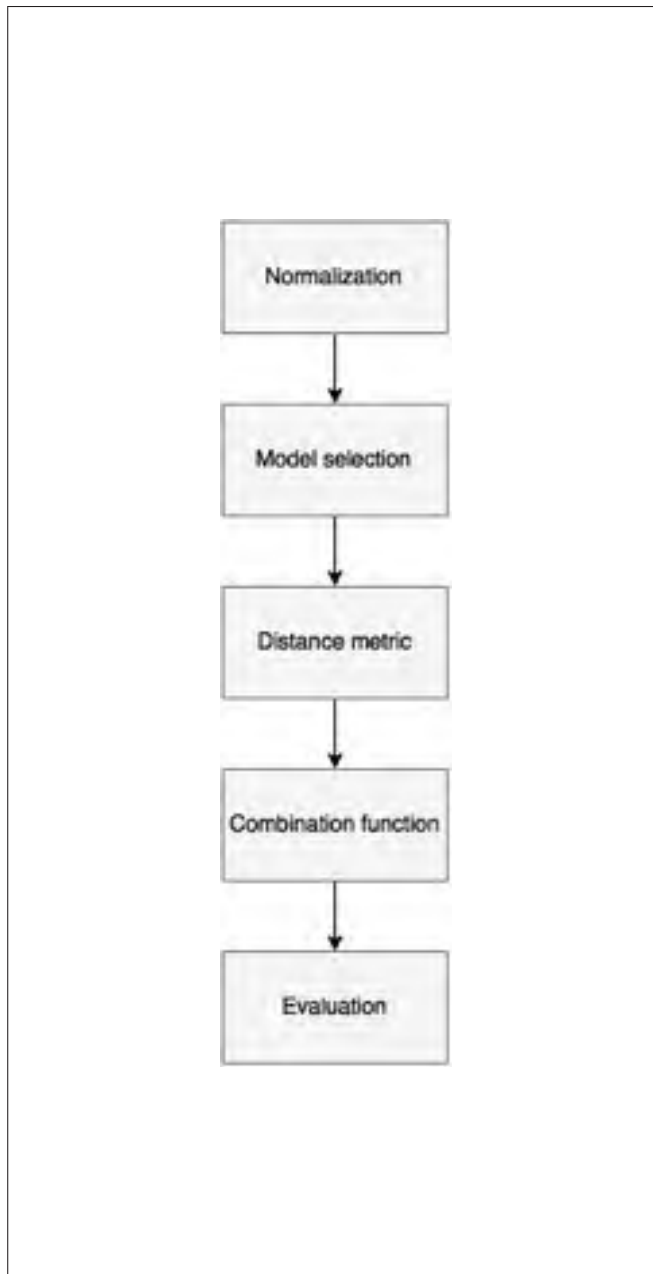 Normalization
Model selection
Distance metric
Combination function
Evaluation